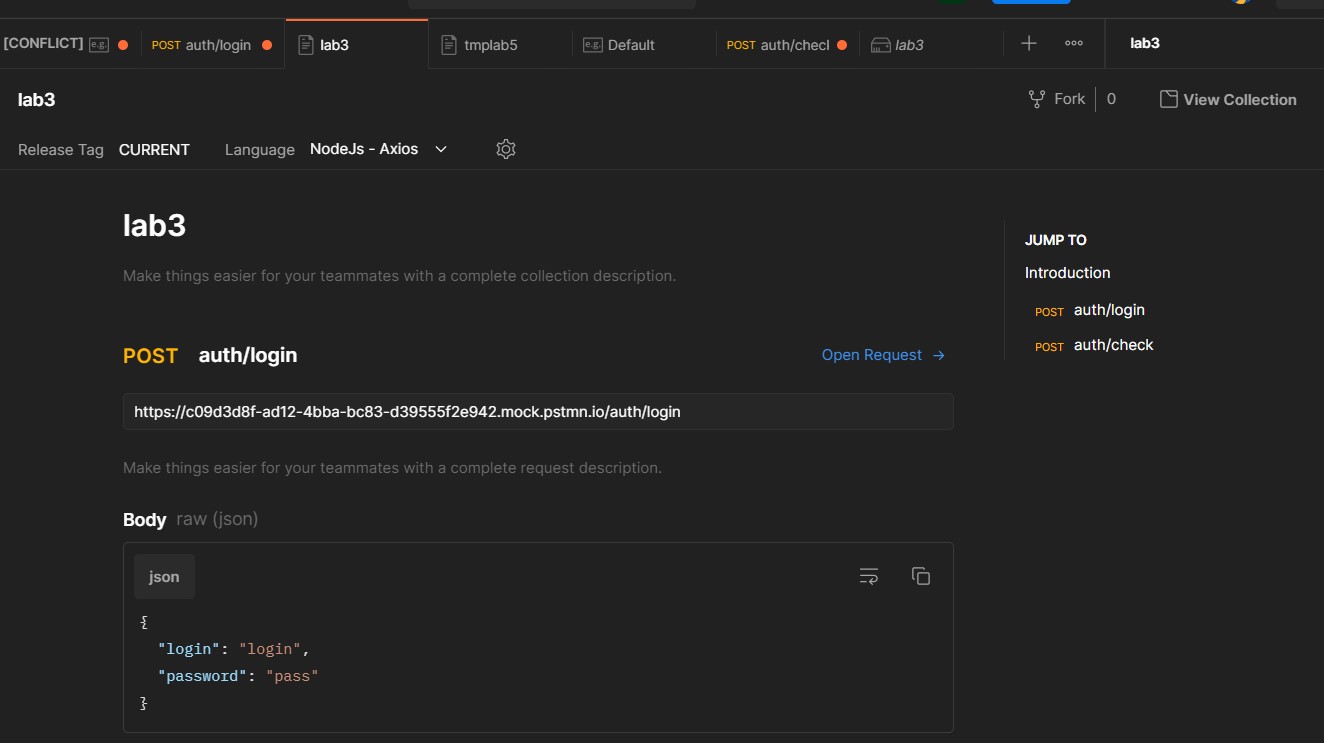 [CONFLICT] e.g. POST auth/login lab3 tmplab5 e.g. Default POST auth/checl lab3 lab3
lab3 Fork 0 View Collection
Release Tag CURRENT Language NodeJs - Axios
lab3
Make things easier for your teammates with a complete collection description.
JUMP TO
Introduction
POST auth/login
POST auth/check
POST auth/login Open Request →
https://c09d3d8f-ad12-4bba-bc83-d39555f2e942.mock.pstmn.io/auth/login
Make things easier for your teammates with a complete request description.
Body raw (json)
json
{
"login": "login",
"password": "pass"
}